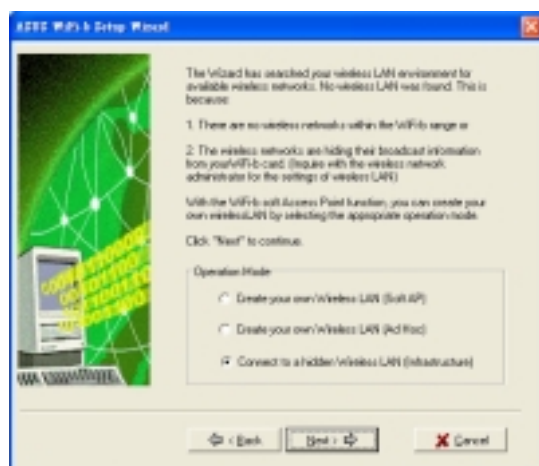 ASUS WiFi-b Setup Wizard
The Wizard has searched your wireless LAN environment for
available wireless networks. No wireless LAN was found. This is
because:
1. There are no wireless networks within the WiFi-b range or
2. The wireless networks are hiding their broadcast information
from your WiFi-b card. (Inquire with the wireless network
administrator for the settings of wireless LAN)
With the WiFi-b soft Access Point function, you can create your
own wireless LAN by selecting the appropriate operation mode.
Click "Next" to continue.
Operation Mode
Create your own Wireless LAN (Soft AP)
Create your own Wireless LAN (Ad Hoc)
Connect to a hidden Wireless LAN (Infrastructure)
< Back
Next >
Cancel